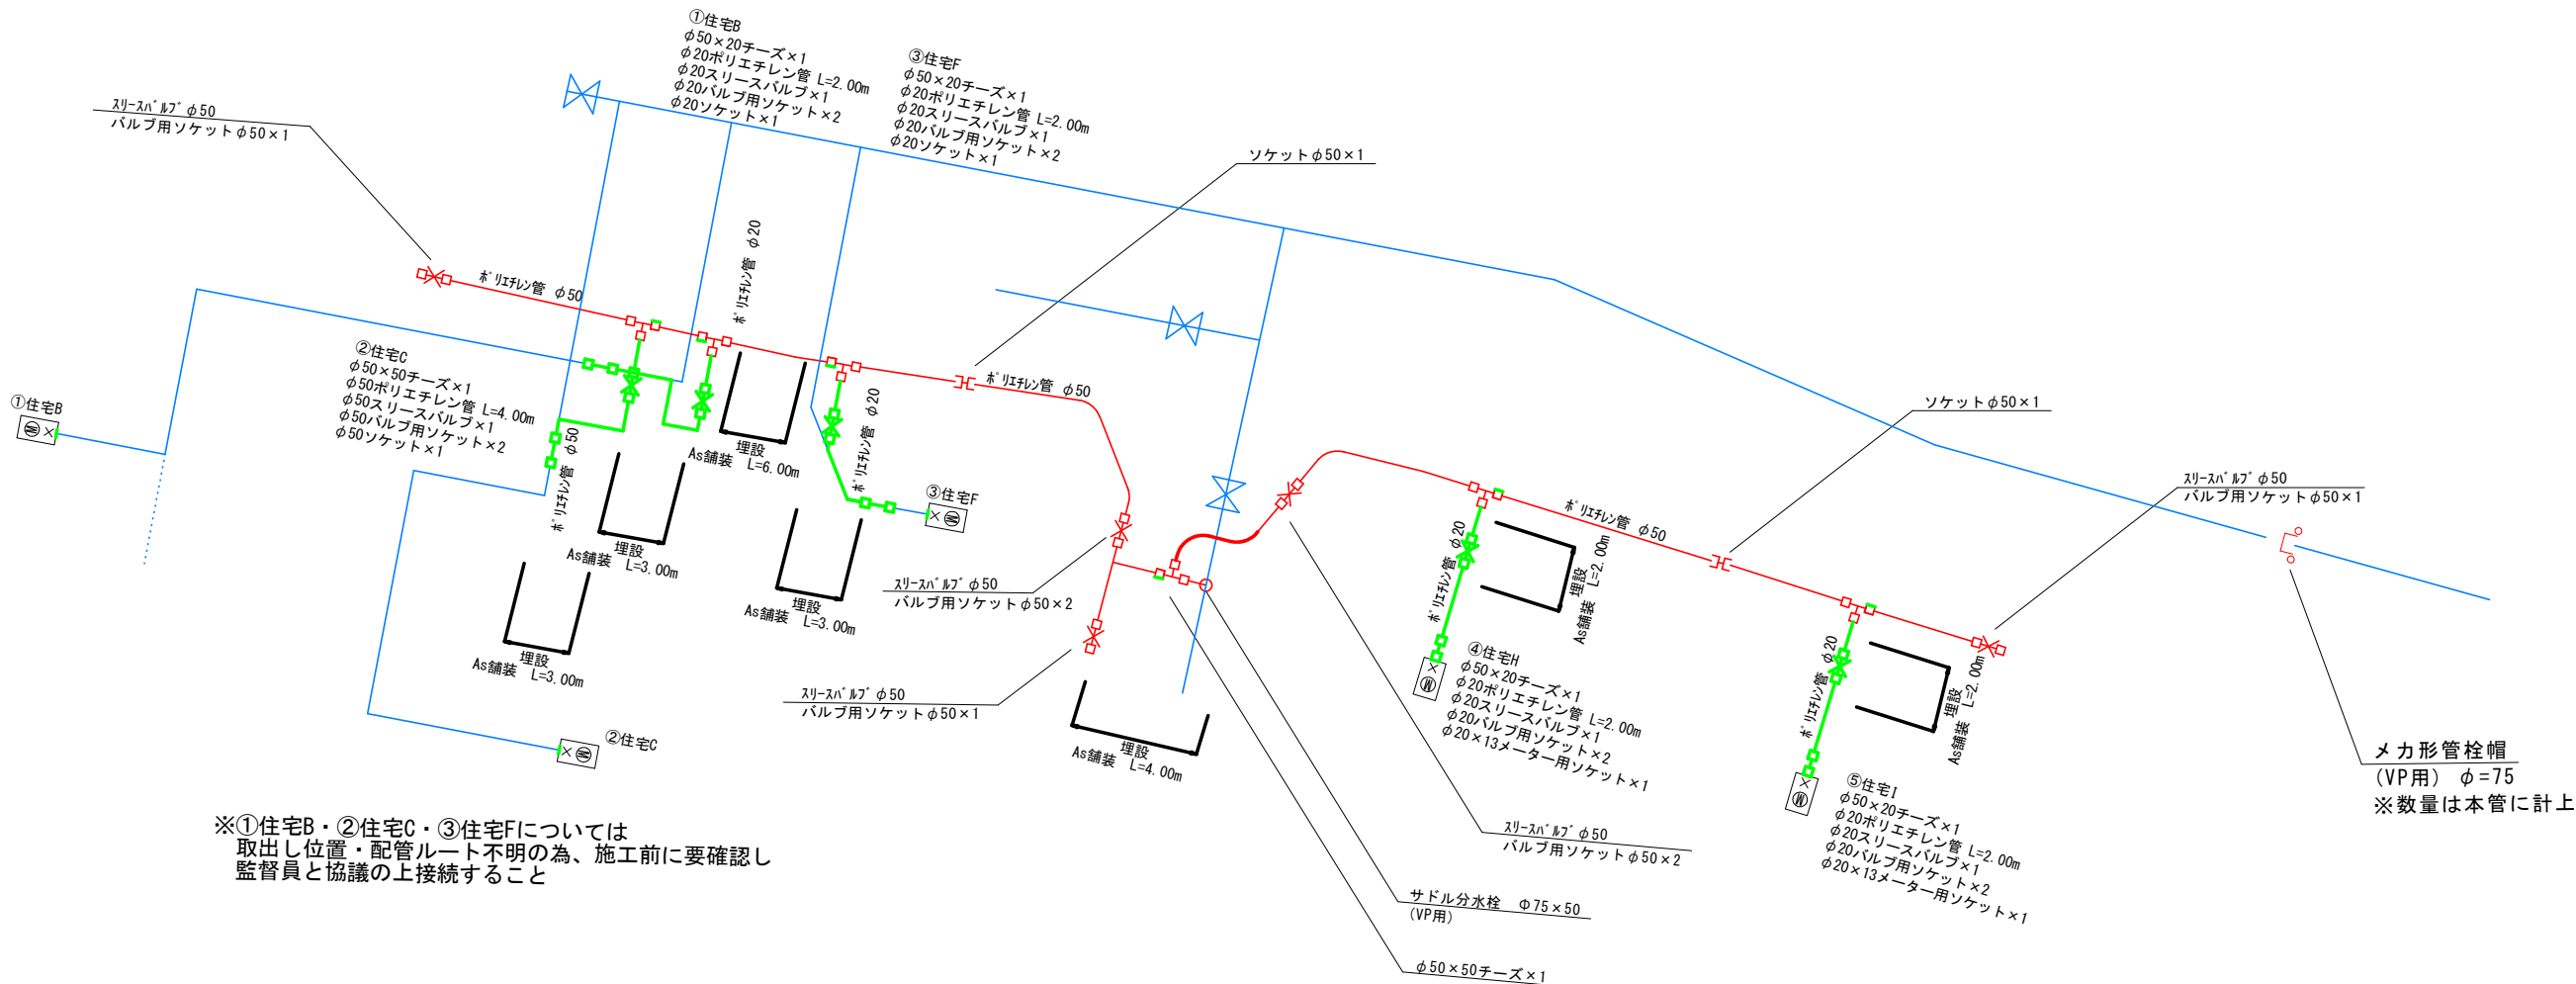 ①住宅B
φ50×20チーズ×1
φ20ポリエチレン管 L=2.00m
φ20スリースバルブ×1
φ20バルブ用ソケット×2
φ20ソケット×1
③住宅F
φ50×20チーズ×1
φ20ポリエチレン管 L=2.00m
φ20スリースバルブ×1
φ20バルブ用ソケット×2
φ20ソケット×1
ｽﾘｰｽﾊﾞﾙﾌﾞφ50
バルブ用ソケットφ50×1
ソケットφ50×1
ﾎﾟﾘｴﾁﾚﾝ管 φ50
ﾎﾟﾘｴﾁﾚﾝ管 φ20
②住宅C
φ50×50チーズ×1
φ50ポリエチレン管 L=4.00m
φ50スリースバルブ×1
φ50バルブ用ソケット×2
φ50ソケット×1
①住宅B
×Ⓜ
ﾎﾟﾘｴﾁﾚﾝ管 φ50
ソケットφ50×1
ﾎﾟﾘｴﾁﾚﾝ管 φ20
ﾎﾟﾘｴﾁﾚﾝ管 φ50
埋設
As舗装 L=6.00m
③住宅F
×Ⓜ
埋設
As舗装 L=3.00m
埋設
As舗装 L=3.00m
埋設
As舗装 L=3.00m
②住宅C
×Ⓜ
ｽﾘｰｽﾊﾞﾙﾌﾞφ50
バルブ用ソケットφ50×2
ｽﾘｰｽﾊﾞﾙﾌﾞφ50
バルブ用ソケットφ50×1
埋設
As舗装 L=4.00m
ﾎﾟﾘｴﾁﾚﾝ管 φ50
ﾎﾟﾘｴﾁﾚﾝ管 φ20
埋設
As舗装 L=2.00m
×Ⓜ
④住宅H
φ50×20チーズ×1
φ20ポリエチレン管 L=2.00m
φ20スリースバルブ×1
φ20バルブ用ソケット×2
φ20×13メーター用ソケット×1
ｽﾘｰｽﾊﾞﾙﾌﾞφ50
バルブ用ソケットφ50×1
ﾎﾟﾘｴﾁﾚﾝ管 φ20
埋設
As舗装 L=2.00m
×Ⓜ
⑤住宅I
φ50×20チーズ×1
φ20ポリエチレン管 L=2.00m
φ20スリースバルブ×1
φ20バルブ用ソケット×2
φ20×13メーター用ソケット×1
メカ形管栓帽
(VP用) φ=75
※数量は本管に計上
ｽﾘｰｽﾊﾞﾙﾌﾞφ50
バルブ用ソケットφ50×2
サドル分水栓 Φ75×50
(VP用)
φ50×50チーズ×1
※①住宅B・②住宅C・③住宅Fについては
取出し位置・配管ルート不明の為、施工前に要確認し
監督員と協議の上接続すること